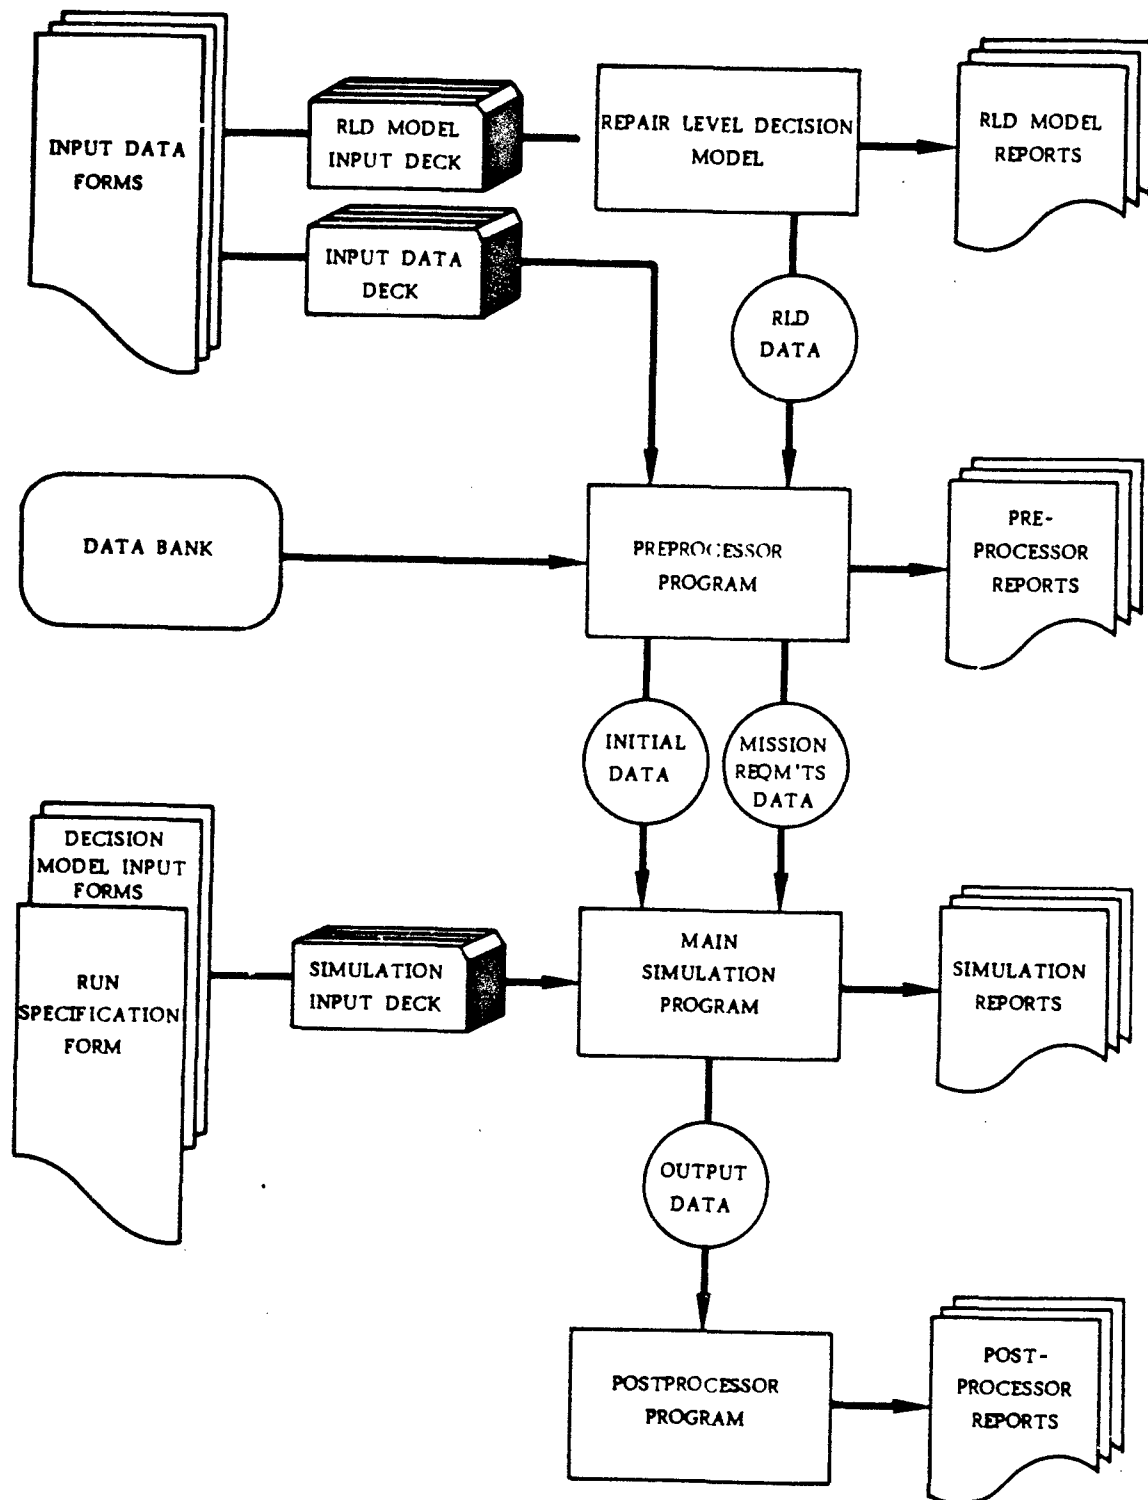 INPUT DATA
FORMS
RLD MODEL
INPUT DECK
REPAIR LEVEL DECISION
MODEL
RLD MODEL
REPORTS
INPUT DATA
DECK
RLD
DATA
DATA BANK
PREPROCESSOR
PROGRAM
PRE-
PROCESSOR
REPORTS
INITIAL
DATA
MISSION
REQM'TS
DATA
DECISION
MODEL INPUT
FORMS
RUN
SPECIFICATION
FORM
SIMULATION
INPUT DECK
MAIN
SIMULATION
PROGRAM
SIMULATION
REPORTS
OUTPUT
DATA
POSTPROCESSOR
PROGRAM
POST-
PROCESSOR
REPORTS